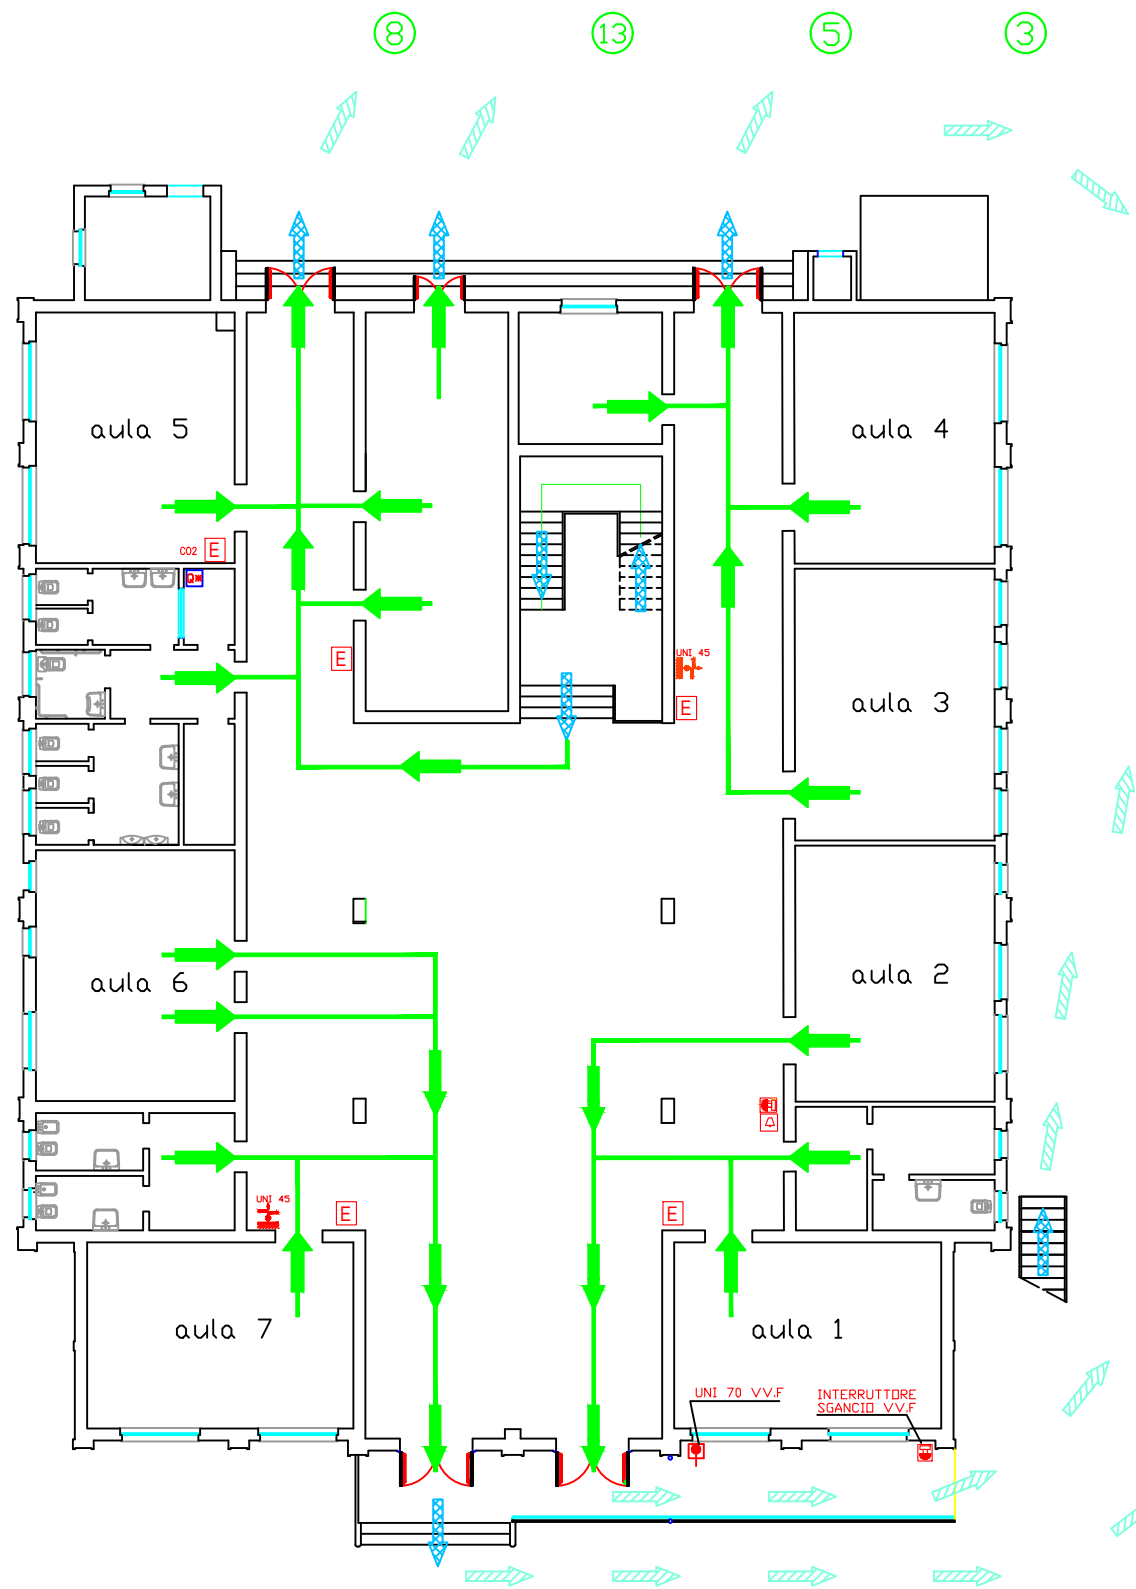 8 13 5 3
aula 5
aula 4
CO2 E
E
UNI 45
E
aula 3
aula 6
aula 2
UNI 45
E
E
aula 7
aula 1
UNI 70 VV.F
INTERRUTTORE
SGANCIO VV.F